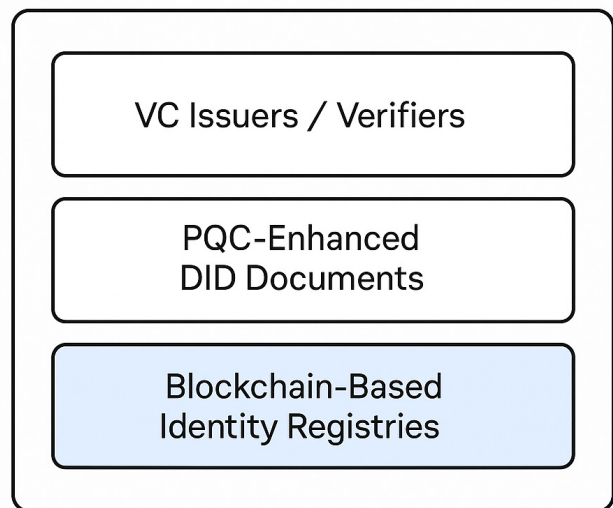 VC Issuers / Verifiers
PQC-Enhanced
DID Documents
Blockchain-Based
Identity Registries